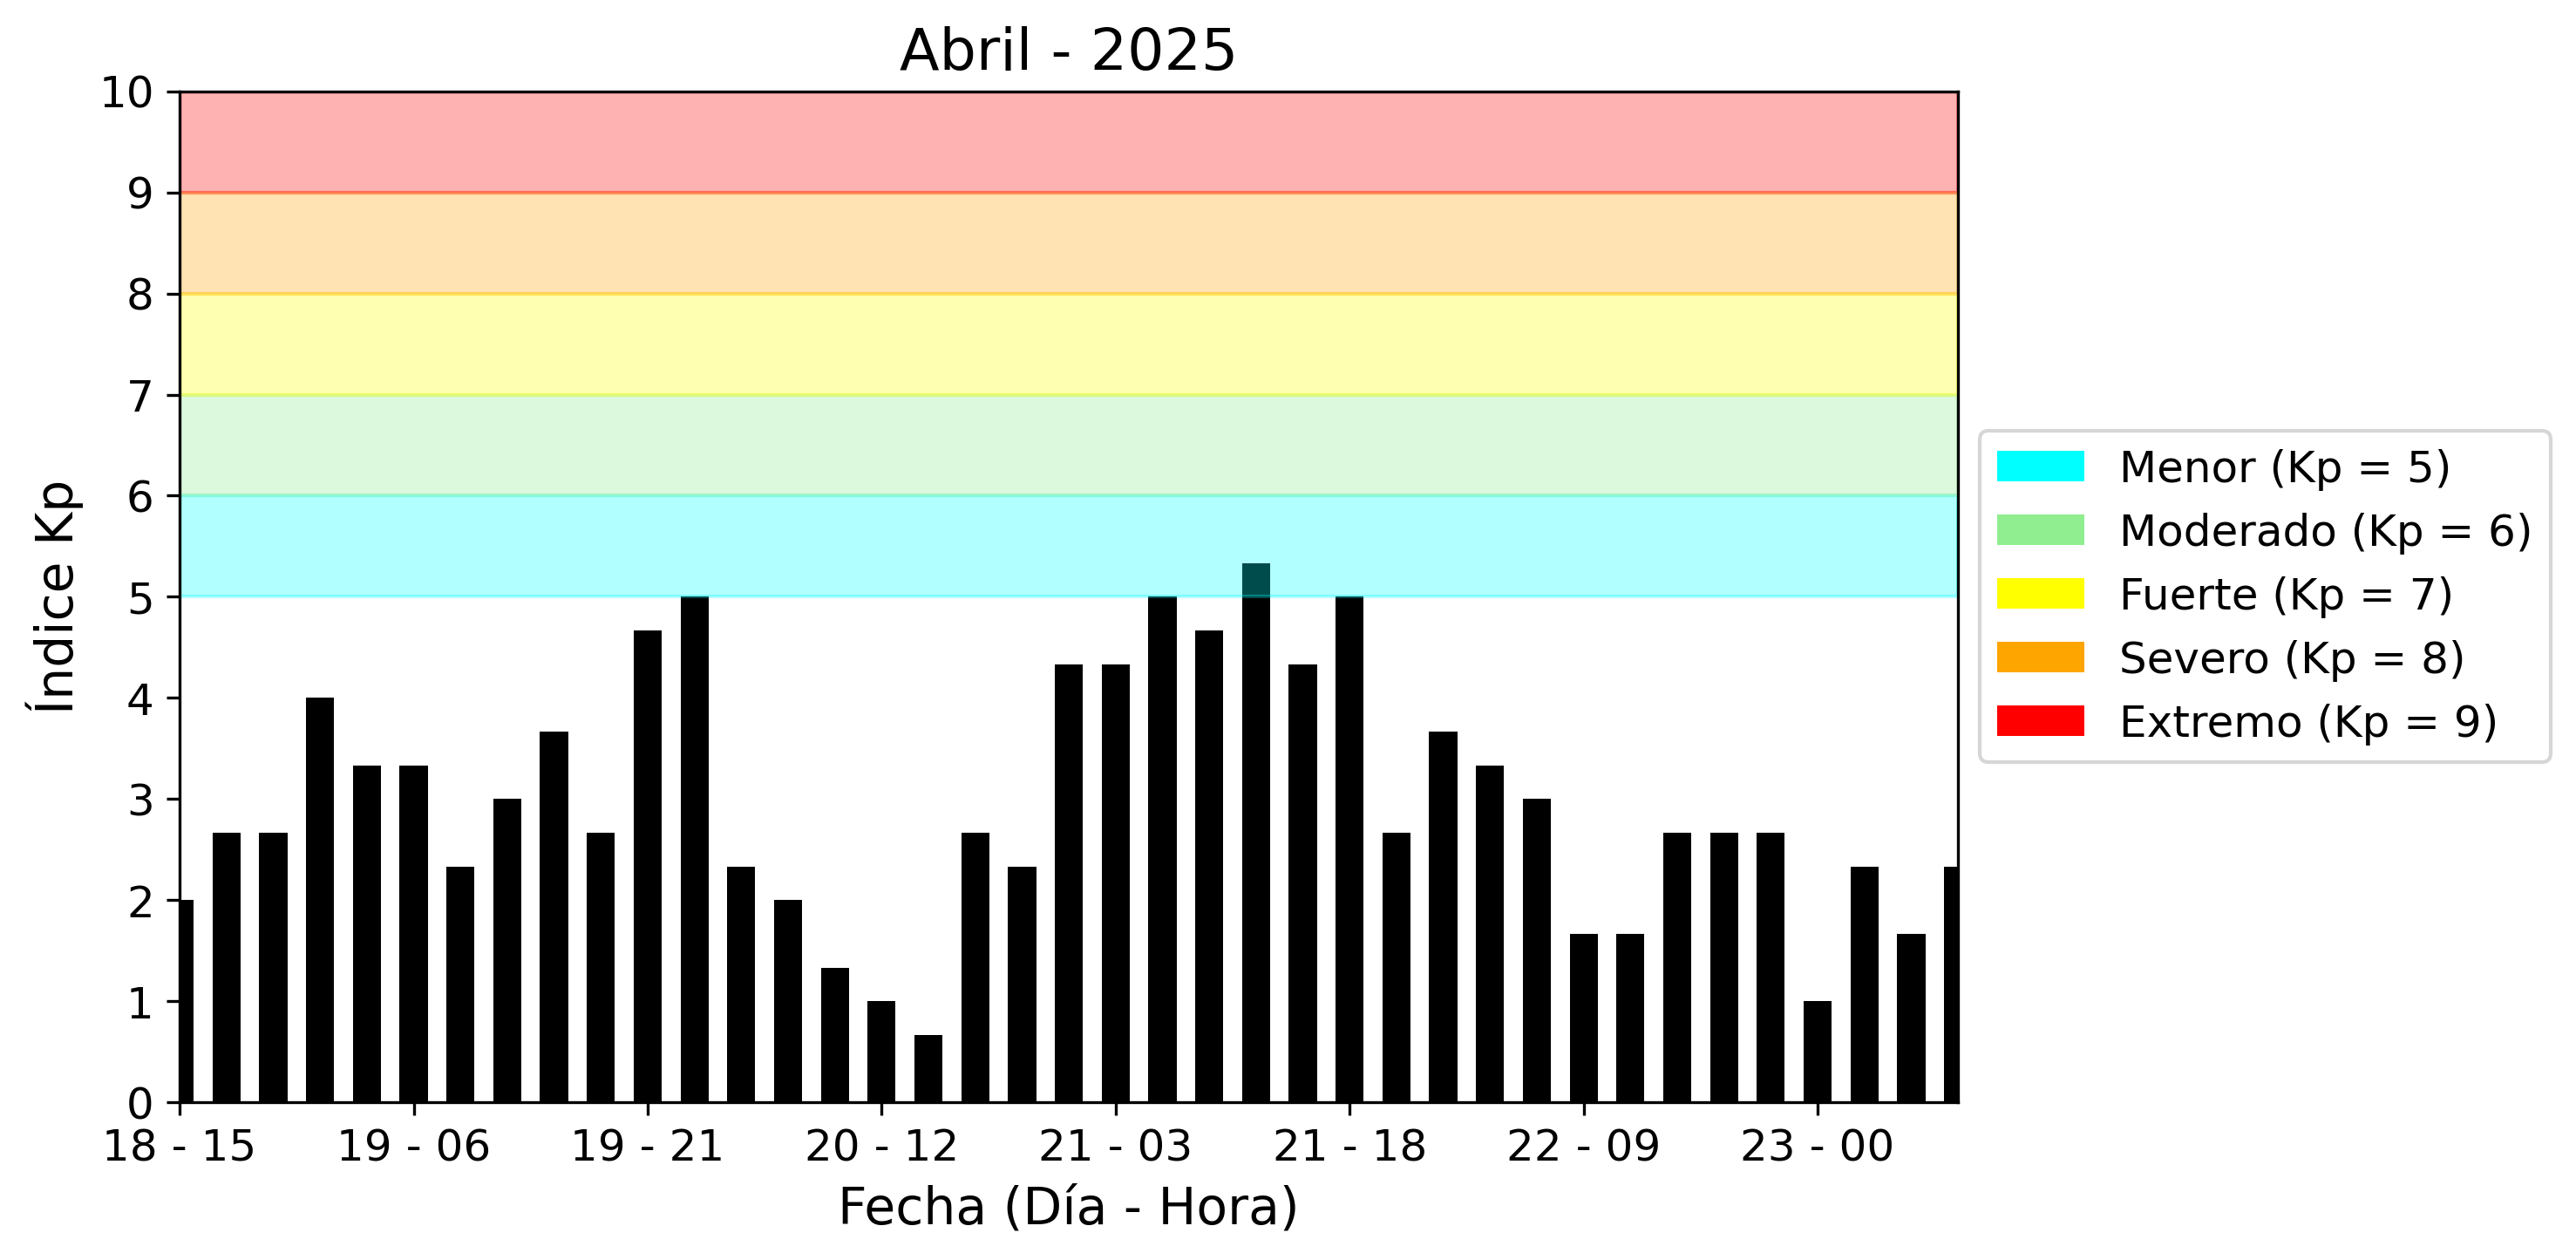 Abril - 2025
10
9
8
7
6
5
4
3
2
1
0
Índice Kp
18 - 15 19 - 06 19 - 21 20 - 12 21 - 03 21 - 18 22 - 09 23 - 00
Fecha (Día - Hora)
Menor (Kp = 5)
Moderado (Kp = 6)
Fuerte (Kp = 7)
Severo (Kp = 8)
Extremo (Kp = 9)